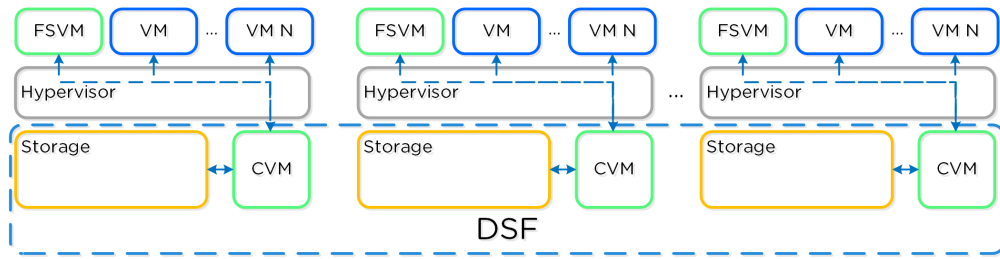 FSVM VM ... VM N FSVM VM ... VM N FSVM VM ... VM N
Hypervisor Hypervisor ... Hypervisor
Storage CVM Storage CVM Storage CVM
DSF